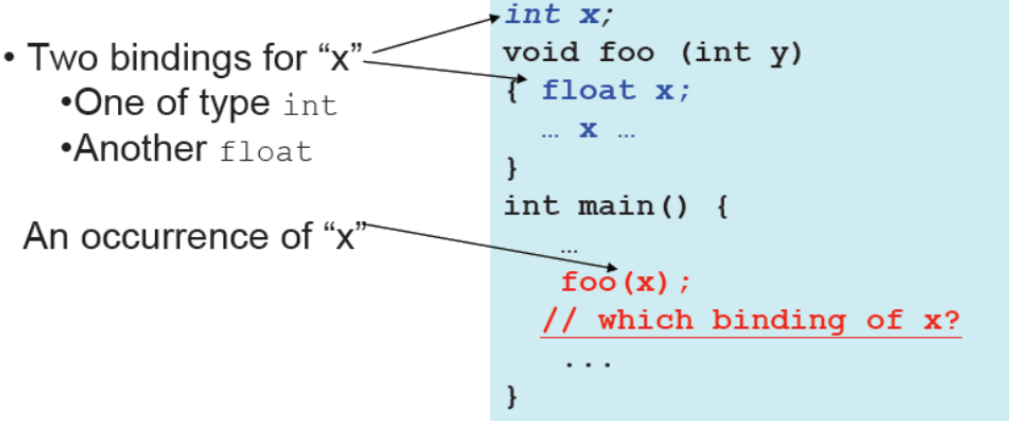 • Two bindings for “x”
•One of type int
•Another float
An occurrence of “x”
int x;
void foo (int y)
{ float x;
… x …
}
int main() {
…
foo(x);
// which binding of x?
...
}